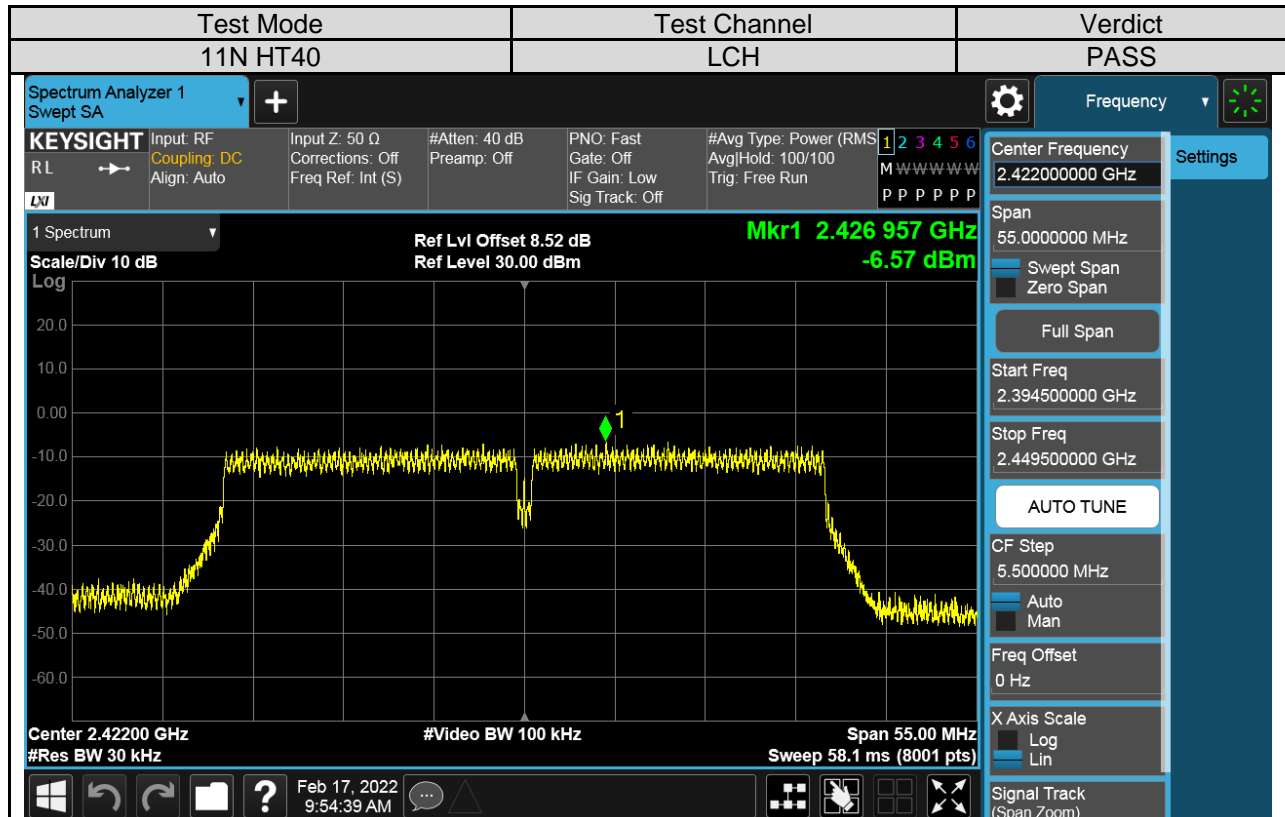 Test Mode Test Channel Verdict
11N HT40 LCH PASS
Spectrum Analyzer 1
Swept SA
+
Frequency
KEYSIGHT
RL
LXI
Input: RF
Coupling: DC
Align: Auto
Input Z: 50 Ω
Corrections: Off
Freq Ref: Int (S)
#Atten: 40 dB
Preamp: Off
PNO: Fast
Gate: Off
IF Gain: Low
Sig Track: Off
#Avg Type: Power (RMS
Avg|Hold: 100/100
Trig: Free Run
1 2 3 4 5 6
M W W W W W
P P P P P P
1 Spectrum
Scale/Div 10 dB
Ref Lvl Offset 8.52 dB
Ref Level 30.00 dBm
Mkr1 2.426 957 GHz
-6.57 dBm
Log
20.0
10.0
0.00
-10.0
-20.0
-30.0
-40.0
-50.0
-60.0
1
Center 2.42200 GHz
#Res BW 30 kHz
#Video BW 100 kHz
Span 55.00 MHz
Sweep 58.1 ms (8001 pts)
Center Frequency
2.422000000 GHz
Settings
Span
55.0000000 MHz
Swept Span
Zero Span
Full Span
Start Freq
2.394500000 GHz
Stop Freq
2.449500000 GHz
AUTO TUNE
CF Step
5.500000 MHz
Auto
Man
Freq Offset
0 Hz
X Axis Scale
Log
Lin
Signal Track
(Span Zoom)
?
Feb 17, 2022
9:54:39 AM